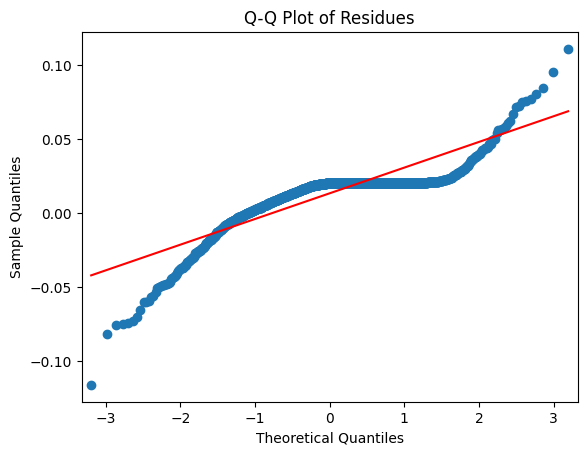 Q-Q Plot of Residues
0.10
0.05
0.00
−0.05
−0.10
Sample Quantiles
−3 −2 −1 0 1 2 3
Theoretical Quantiles